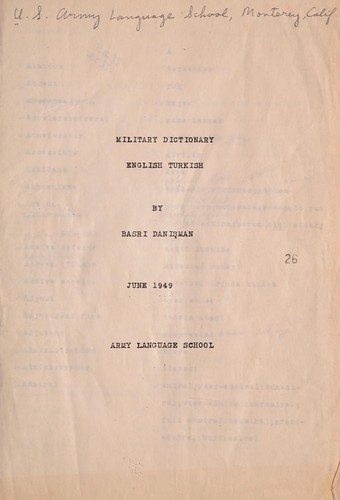 U. S. Army Language School, Monterey, Calif.
MILITARY DICTIONARY
ENGLISH TURKISH
BY
BASRI DANIŞMAN
26
JUNE 1949
ARMY LANGUAGE SCHOOL